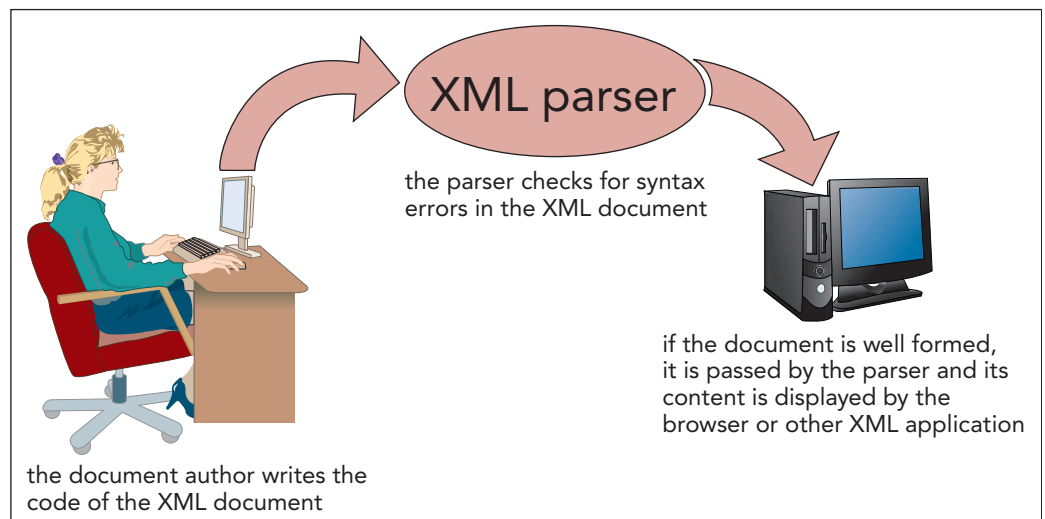 XML parser
the parser checks for syntax
errors in the XML document
if the document is well formed,
it is passed by the parser and its
content is displayed by the
browser or other XML application
the document author writes the
code of the XML document